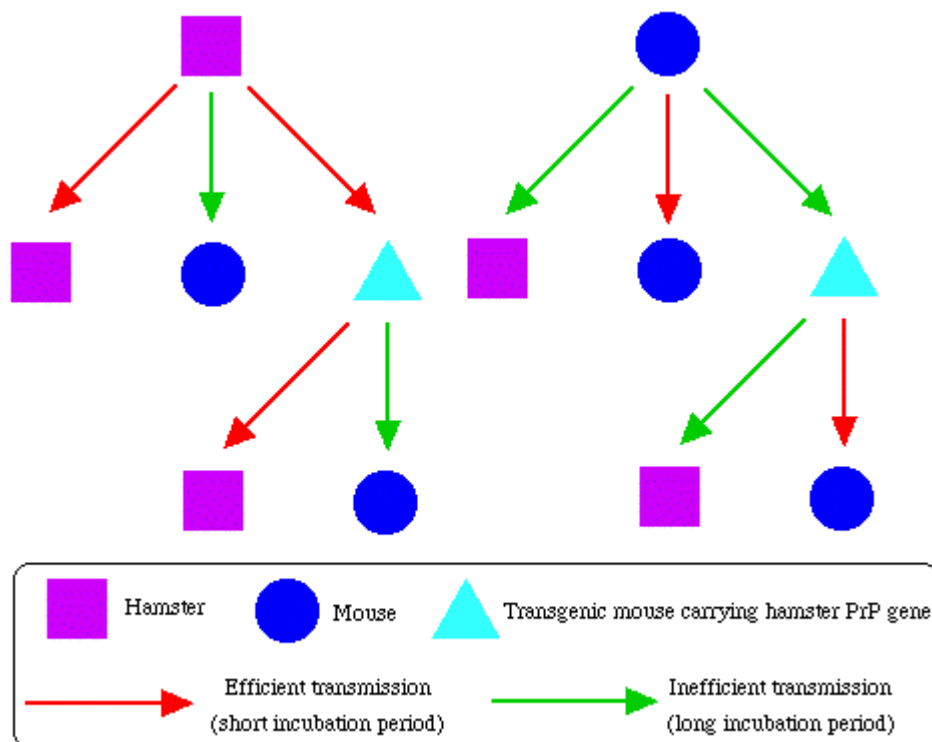 Hamster
Mouse
Transgenic mouse carrying hamster PrP gene
Efficient transmission
(short incubation period)
Inefficient transmission
(long incubation period)